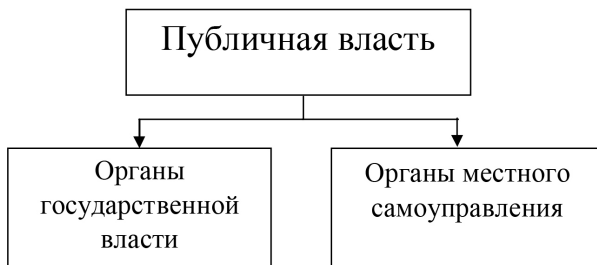 Публичная власть
Органы
государственной
власти
Органы местного
самоуправления